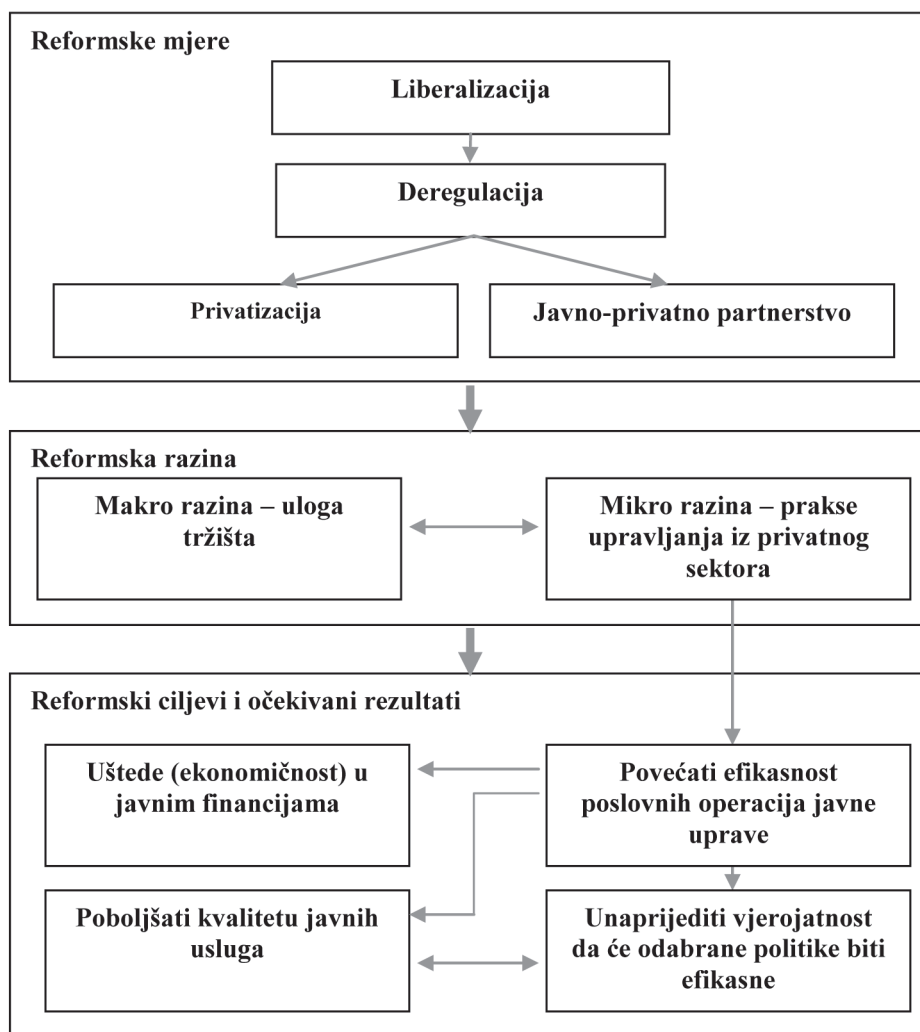 Reformske mjere
Liberalizacija
Deregulacija
Privatizacija
Javno-privatno partnerstvo
Reformska razina
Makro razina – uloga
tržišta
Mikro razina – prakse
upravljanja iz privatnog
sektora
Reformski ciljevi i očekivani rezultati
Uštede (ekonomičnost) u
javnim financijama
Povećati efikasnost
poslovnih operacija javne
uprave
Poboljšati kvalitetu javnih
usluga
Unaprijediti vjerojatnost
da će odabrane politike biti
efikasne